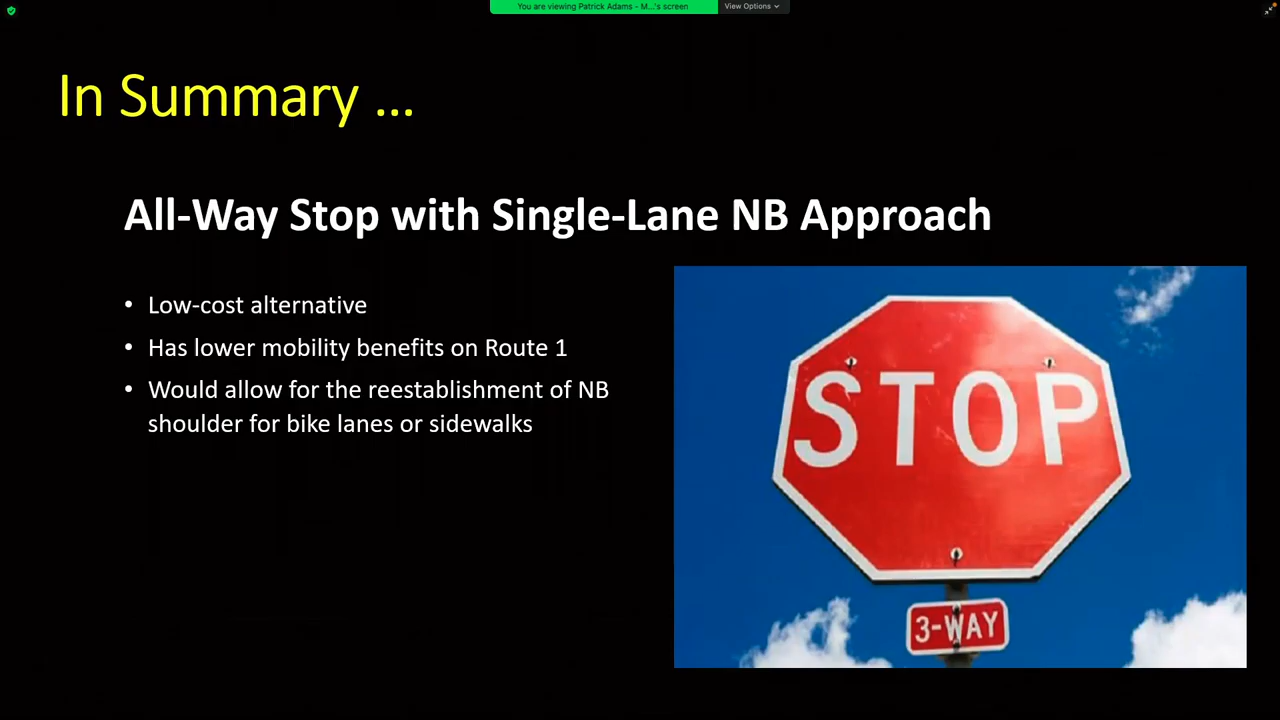 You are viewing Patrick Adams - M...'s screen
View Options
In Summary ...
All-Way Stop with Single-Lane NB Approach
• Low-cost alternative
• Has lower mobility benefits on Route 1
• Would allow for the reestablishment of NB
shoulder for bike lanes or sidewalks
STOP
3-WAY